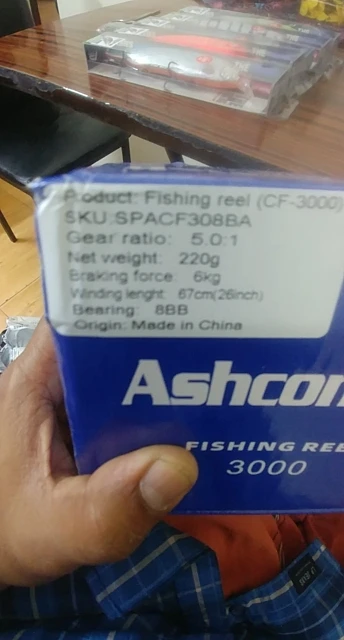 Product: Fishing reel (CF-3000)
SKU:SPACF308BA
Gear ratio: 5.0:1
Net weight: 220g
Braking force: 6kg
Winding lenght: 67cm(26inch)
Bearing: 8BB
Origin: Made in China
Ashcon
FISHING REE
3000